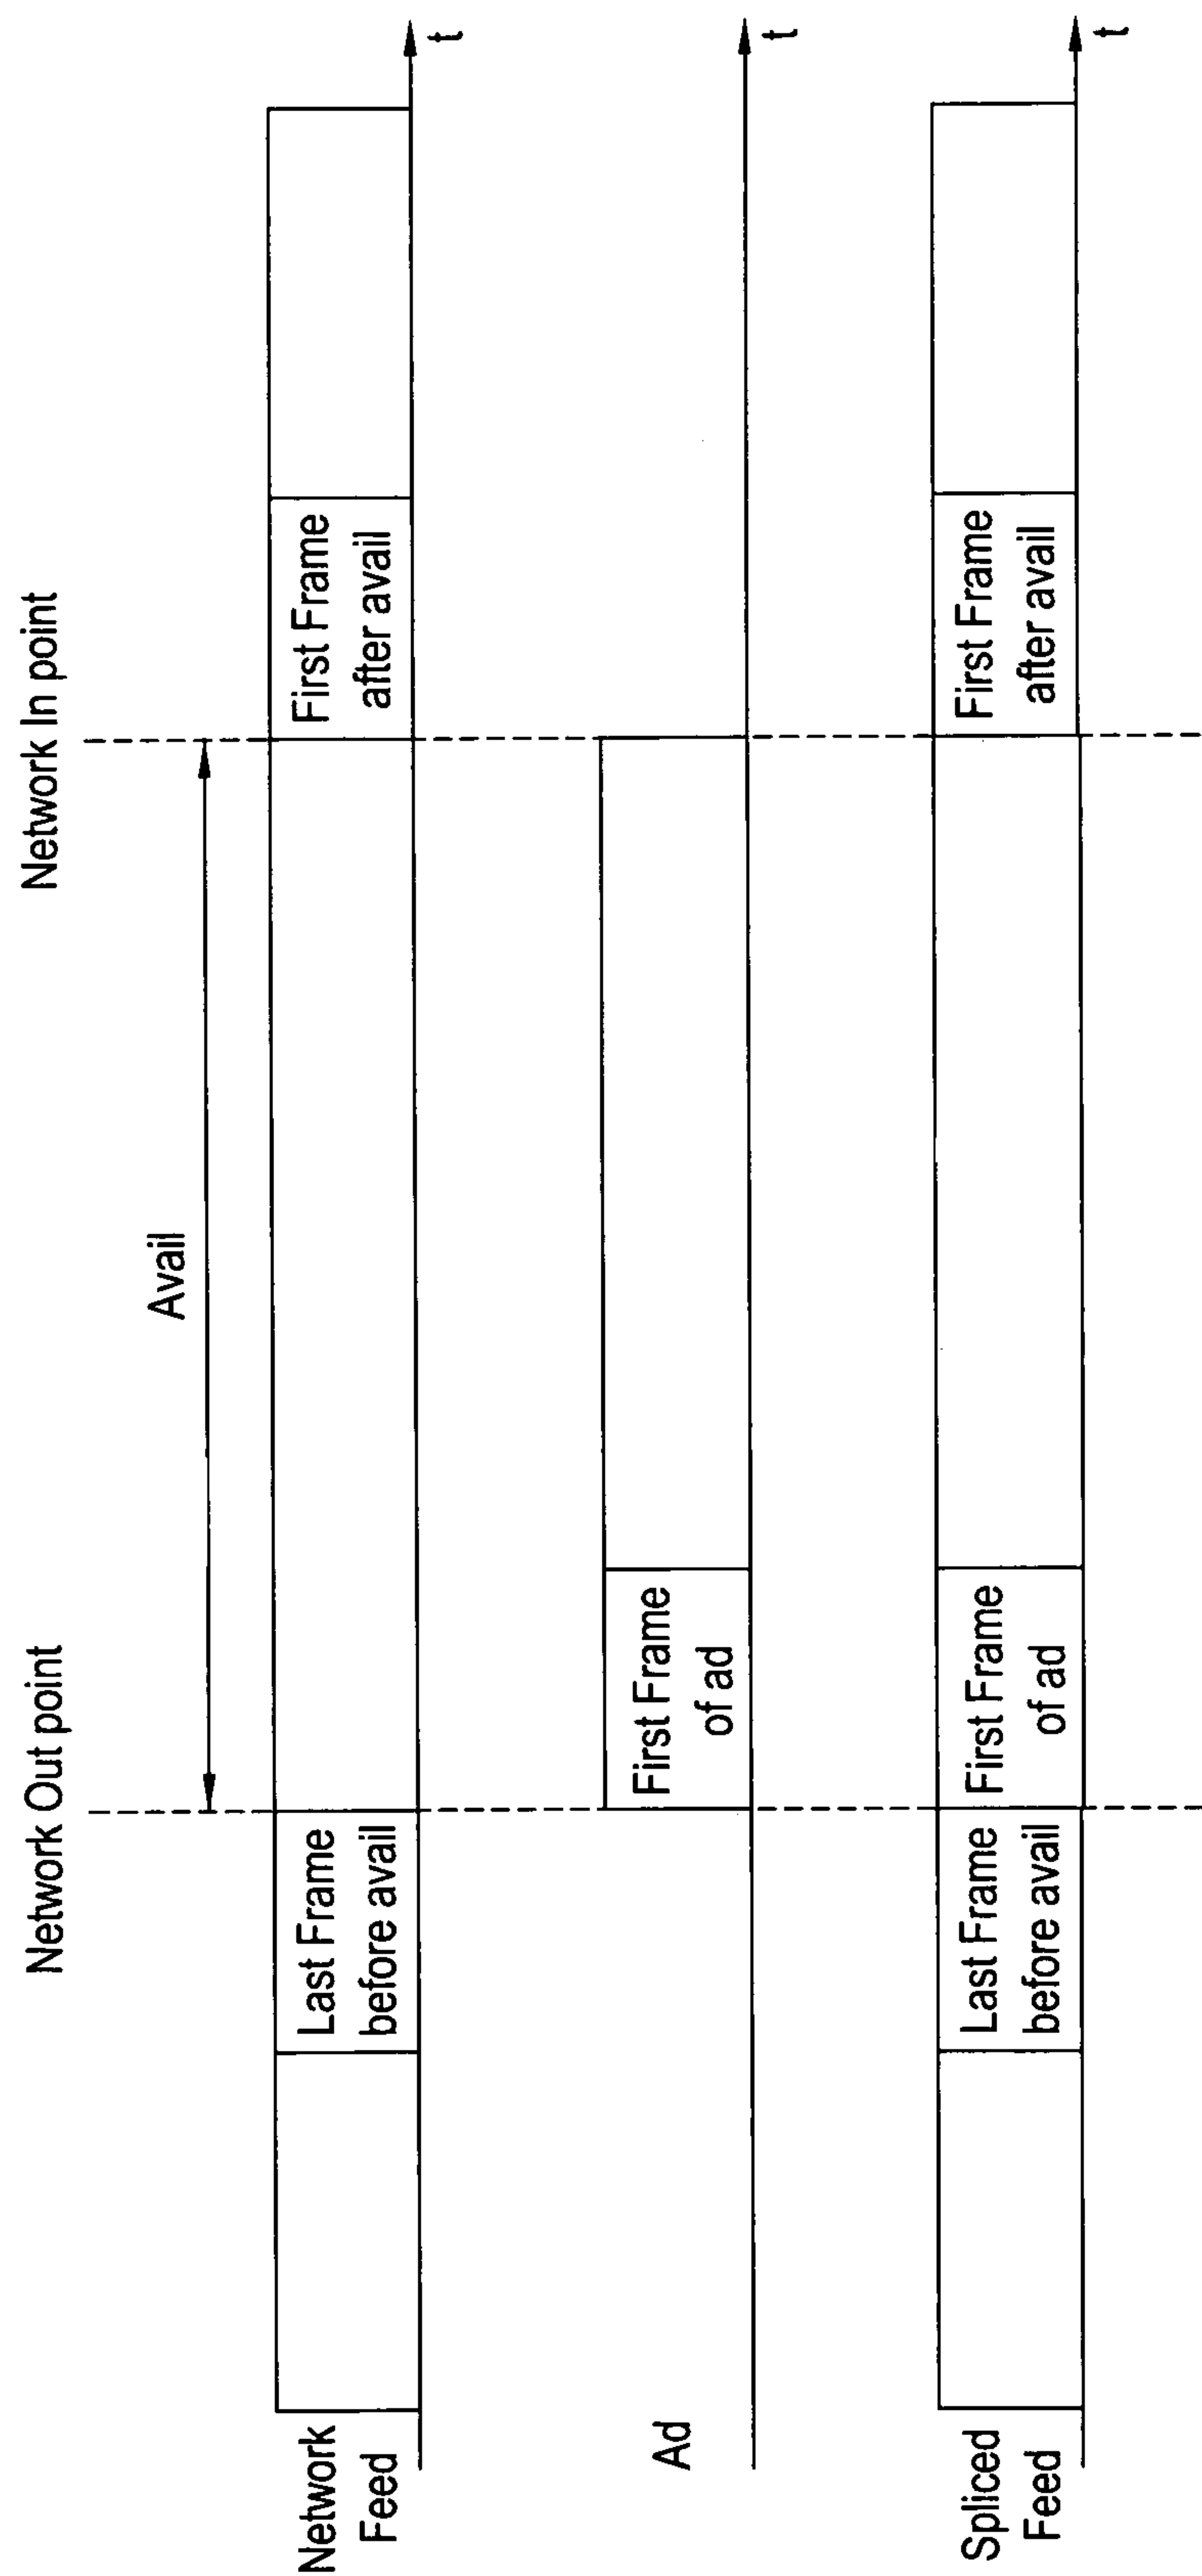 Network Out point
Network In point
Avail
Network
Feed
Last Frame
before avail
First Frame
after avail
t
Ad
First Frame
of ad
t
Spliced
Feed
Last Frame
before avail
First Frame
of ad
First Frame
after avail
t